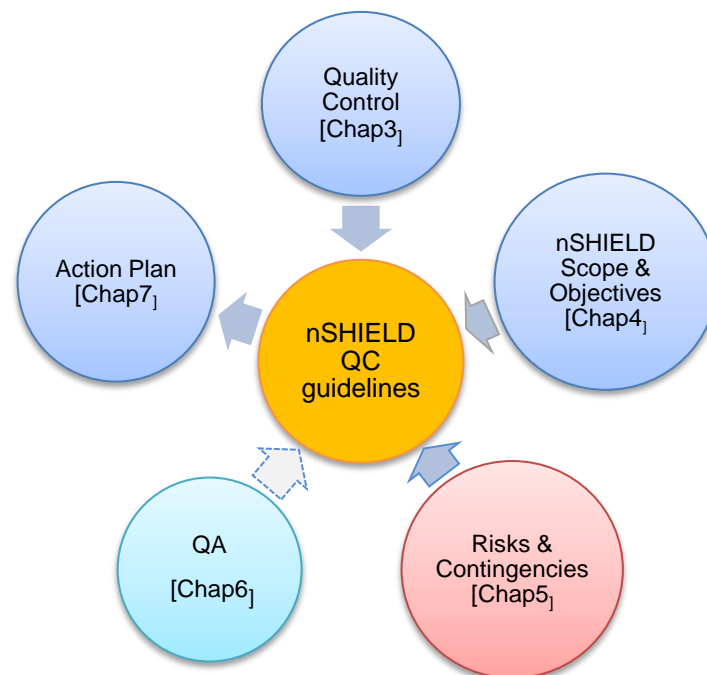 Quality
Control
[Chap3]
nSHIELD
Scope &
Objectives
[Chap4]
Action Plan
[Chap7]
nSHIELD
QC
guidelines
QA
[Chap6]
Risks &
Contingencies
[Chap5]